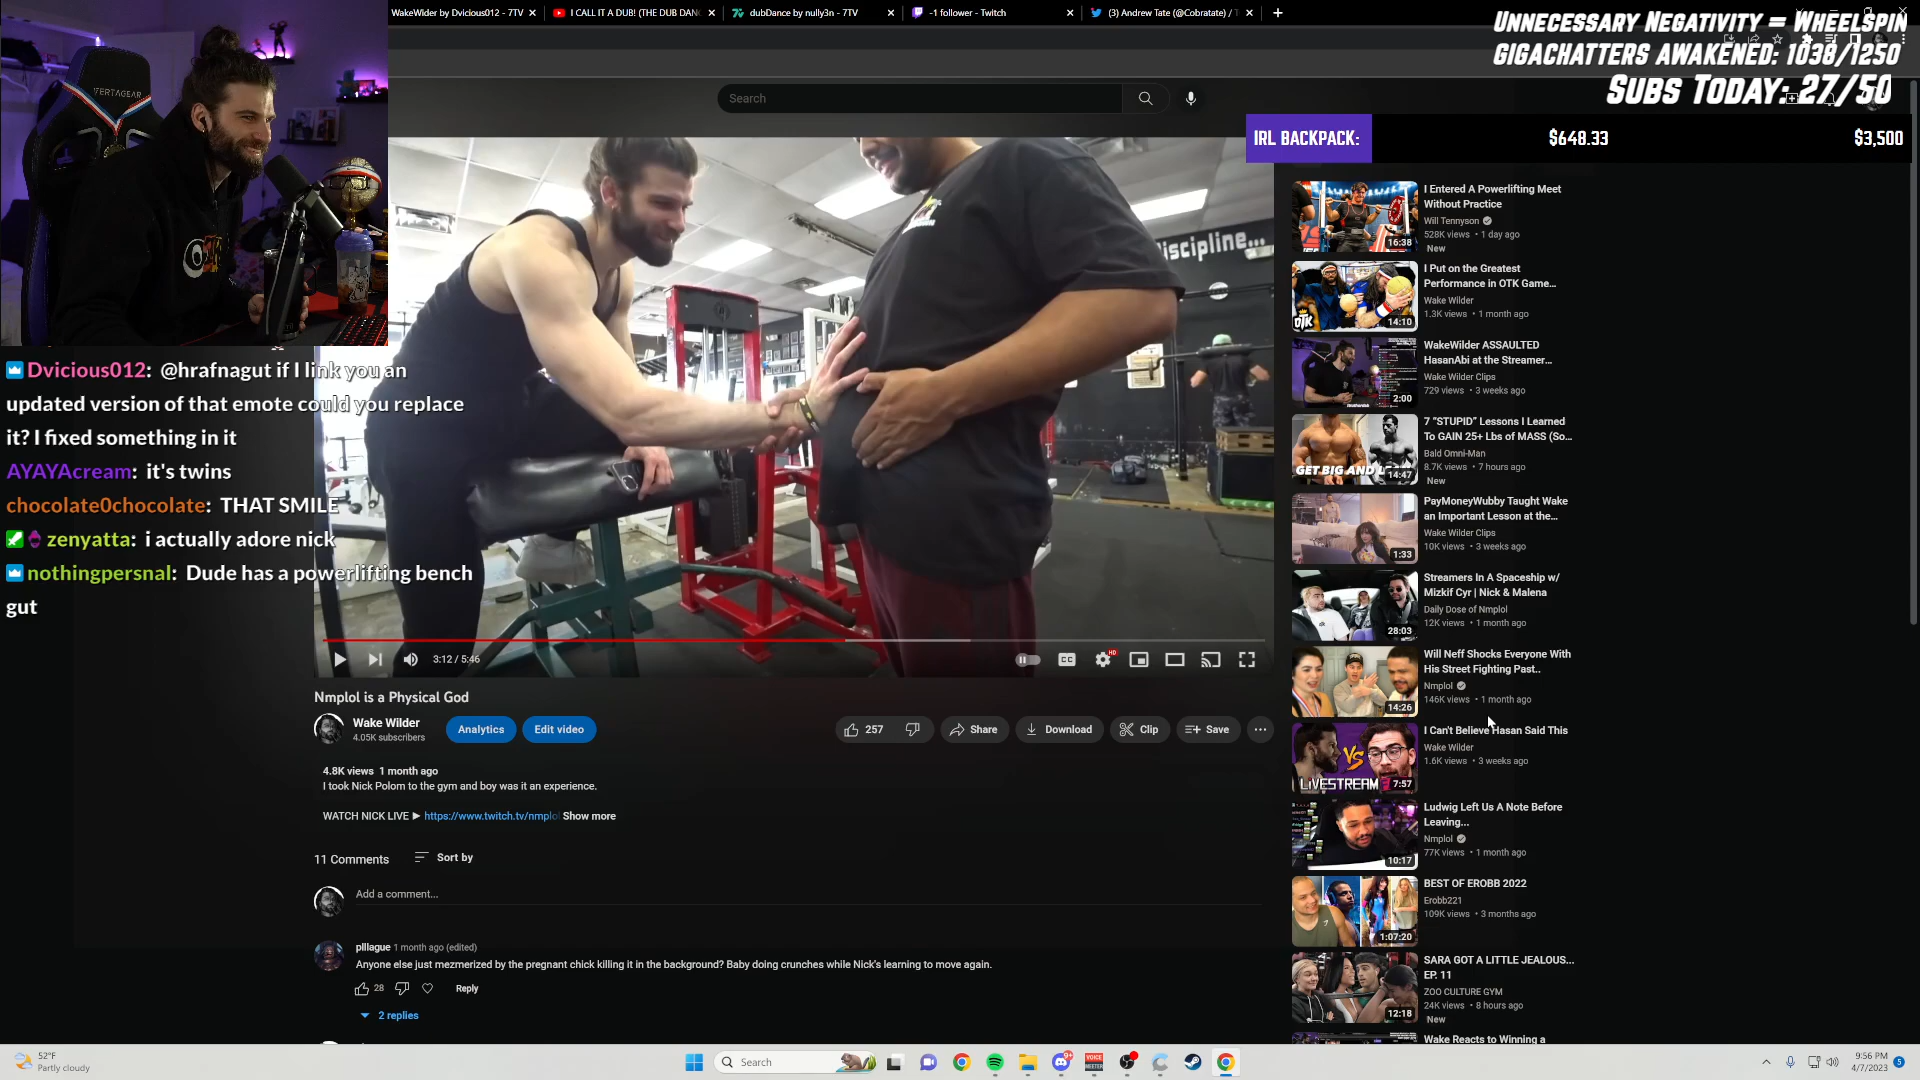 WakeWider by Dvicious012 - 7TV
I CALL IT A DUB! (THE DUB DAN
dubDance by nully3n - 7TV
-1 follower - Twitch
(3) Andrew Tate (@Cobratate) / T
UNNECESSARY NEGATIVITY = WHEELSPIN
GIGACHATTERS AWAKENED: 1038/1250
SUBS TODAY: 27/50
IRL BACKPACK: $648.33 $3,500
Search
VERTAGEAR
Discipline...
Dvicious012: @hrafnagut if I link you an
updated version of that emote could you replace
it? I fixed something in it
AYAYAcream: it's twins
chocolate0chocolate: THAT SMILE
zenyatta: i actually adore nick
nothingpersnal: Dude has a powerlifting bench
gut
3:12 / 5:46
CC
HD
Nmplol is a Physical God
Wake Wilder
4.05K subscribers
Analytics
Edit video
257
Share
Download
Clip
Save
4.8K views 1 month ago
I took Nick Polom to the gym and boy was it an experience.
WATCH NICK LIVE ► https://www.twitch.tv/nmplol Show more
11 Comments
Sort by
Add a comment...
pillague 1 month ago (edited)
Anyone else just mezmerized by the pregnant chick killing it in the background? Baby doing crunches while Nick's learning to move again.
28
Reply
2 replies
16:38
I Entered A Powerlifting Meet
Without Practice
Will Tennyson
528K views • 1 day ago
New
OTK
14:10
I Put on the Greatest
Performance in OTK Game...
Wake Wilder
1.3K views • 1 month ago
2:00
WakeWilder ASSAULTED
HasanAbi at the Streamer...
Wake Wilder Clips
729 views • 3 weeks ago
GET BIG AND
14:47
7 “STUPID” Lessons I Learned
To GAIN 25+ Lbs of MASS (So...
Bald Omni-Man
8.7K views • 7 hours ago
New
1:33
PayMoneyWubby Taught Wake
an Important Lesson at the...
Wake Wilder Clips
10K views • 3 weeks ago
28:03
Streamers In A Spaceship w/
Mizkif Cyr | Nick & Malena
Daily Dose of Nmplol
12K views • 1 month ago
14:26
Will Neff Shocks Everyone With
His Street Fighting Past..
Nmplol
146K views • 1 month ago
VS
LIVESTREAM
7:57
I Can't Believe Hasan Said This
Wake Wilder
1.6K views • 3 weeks ago
10:17
Ludwig Left Us A Note Before
Leaving...
Nmplol
77K views • 1 month ago
1:07:20
BEST OF EROBB 2022
Erobb221
109K views • 3 months ago
12:18
SARA GOT A LITTLE JEALOUS...
EP. 11
ZOO CULTURE GYM
24K views • 8 hours ago
New
Wake Reacts to Winning a
52°F
Partly cloudy
Search
9+
VOICE
MEETER
9:56 PM
4/7/2023
5